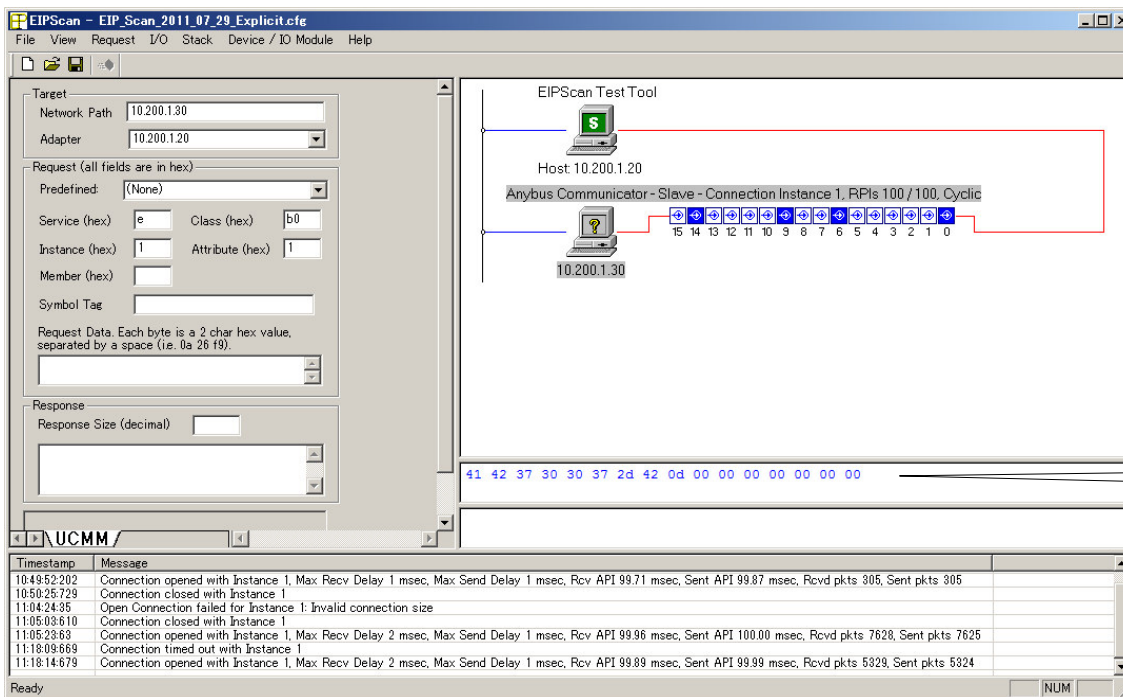 EIPScan - EIP_Scan_2011_07_29_Explicit.cfg
File View Request I/O Stack Device / IO Module Help
Target
Network Path 10.200.1.30
Adapter 10.200.1.20
Request (all fields are in hex)
Predefined: (None)
Service (hex) e Class (hex) b0
Instance (hex) 1 Attribute (hex) 1
Member (hex)
Symbol Tag
Request Data. Each byte is a 2 char hex value,
separated by a space (i.e. 0a 26 f9).
Response
Response Size (decimal)
\UCMM/
EIPScan Test Tool
S
Host: 10.200.1.20
Anybus Communicator - Slave - Connection Instance 1, RPIs 100 / 100, Cyclic
?
15 14 13 12 11 10 9 8 7 6 5 4 3 2 1 0
10.200.1.30
41 42 37 30 30 37 2d 42 0d 00 00 00 00 00 00 00
Timestamp Message
10:49:52:202 Connection opened with Instance 1, Max Recv Delay 1 msec, Max Send Delay 1 msec, Rcv API 99.71 msec, Sent API 99.87 msec, Rcvd pkts 305, Sent pkts 305
10:50:25:729 Connection closed with Instance 1
11:04:24:35 Open Connection failed for Instance 1: Invalid connection size
11:05:03:610 Connection closed with Instance 1
11:05:23:63 Connection opened with Instance 1, Max Recv Delay 2 msec, Max Send Delay 1 msec, Rcv API 99.96 msec, Sent API 100.00 msec, Rcvd pkts 7628, Sent pkts 7625
11:18:09:669 Connection timed out with Instance 1
11:18:14:679 Connection opened with Instance 1, Max Recv Delay 2 msec, Max Send Delay 1 msec, Rcv API 99.89 msec, Sent API 99.99 msec, Rcvd pkts 5329, Sent pkts 5324
Ready NUM